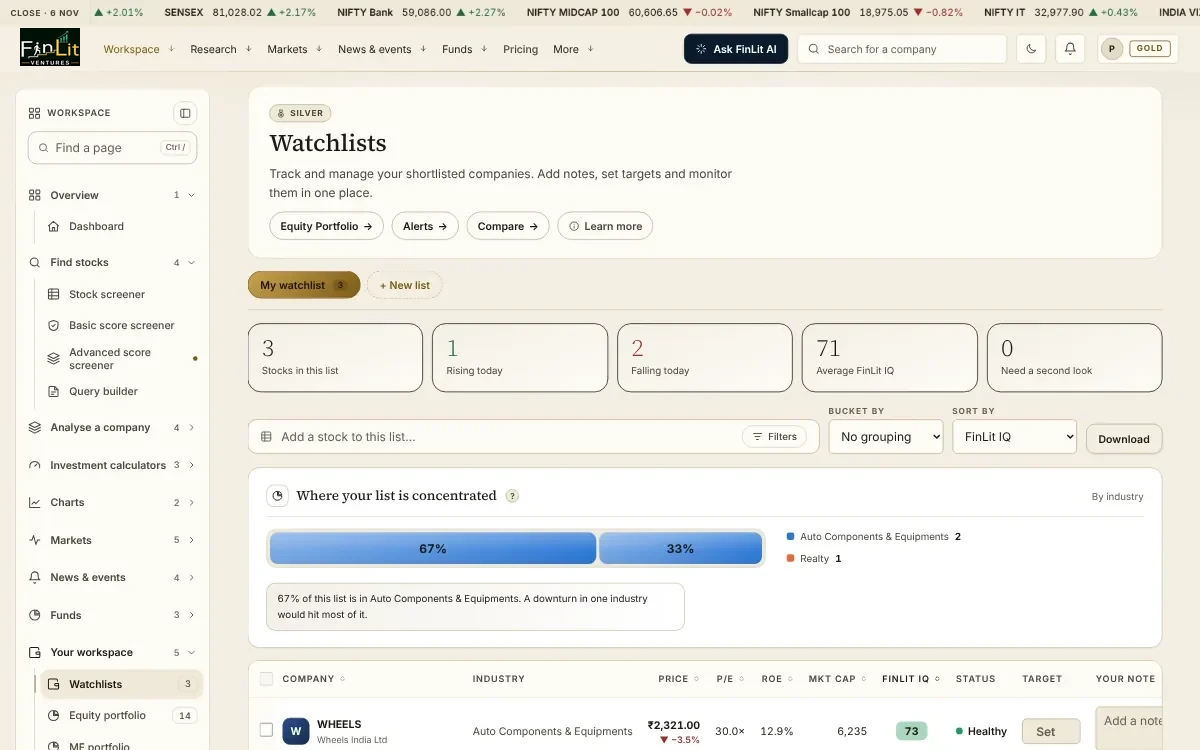 CLOSE · 6 NOV ▲ +2.01% SENSEX 81,028.02 ▲ +2.17% NIFTY Bank 59,086.00 ▲ +2.27% NIFTY MIDCAP 100 60,606.65 ▼ −0.02% NIFTY Smallcap 100 18,975.05 ▼ −0.82% NIFTY IT 32,977.90 ▲ +0.43% INDIA VI
FinLit
VENTURES
Workspace Research Markets News & events Funds Pricing More
Ask FinLit AI
Search for a company
P GOLD
WORKSPACE
Find a page Ctrl /
Overview 1
Dashboard
Find stocks 4
Stock screener
Basic score screener
Advanced score
screener
Query builder
Analyse a company 4
Investment calculators 3
Charts 2
Markets 5
News & events 4
Funds 3
Your workspace 5
Watchlists 3
Equity portfolio 14
MF portfolio
SILVER
Watchlists
Track and manage your shortlisted companies. Add notes, set targets and monitor
them in one place.
Equity Portfolio → Alerts → Compare → Learn more
My watchlist 3 + New list
3
Stocks in this list
1
Rising today
2
Falling today
71
Average FinLit IQ
0
Need a second look
Add a stock to this list... Filters
BUCKET BY
No grouping
SORT BY
FinLit IQ
Download
Where your list is concentrated ? By industry
67% 33%
Auto Components & Equipments 2
Realty 1
67% of this list is in Auto Components & Equipments. A downturn in one industry
would hit most of it.
COMPANY INDUSTRY PRICE P/E ROE MKT CAP FINLIT IQ STATUS TARGET YOUR NOTE
W WHEELS
Wheels India Ltd
Auto Components & Equipments ₹2,321.00 30.0× 12.9% 6,235 73 Healthy Set Add a note
▼ −3.5%